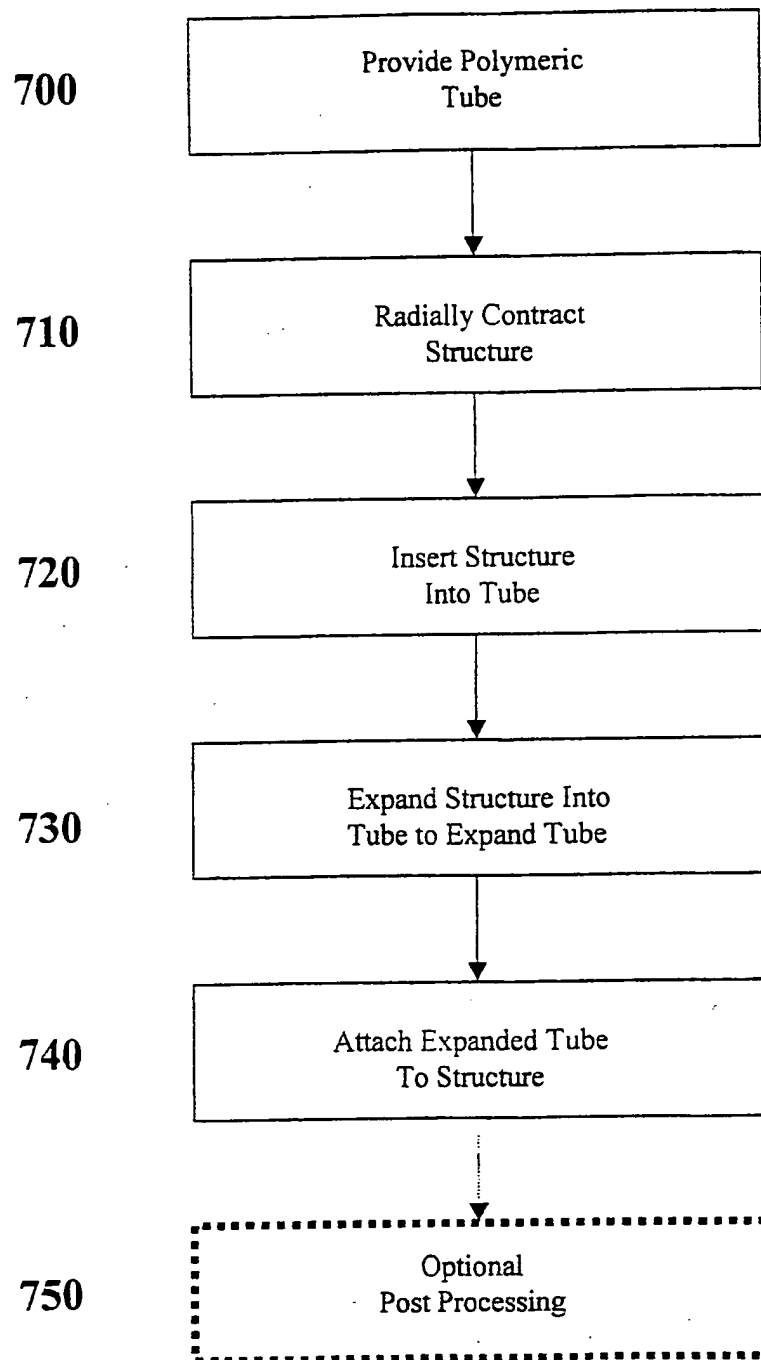 700
Provide Polymeric
Tube
710
Radially Contract
Structure
720
Insert Structure
Into Tube
730
Expand Structure Into
Tube to Expand Tube
740
Attach Expanded Tube
To Structure
750
Optional
Post Processing